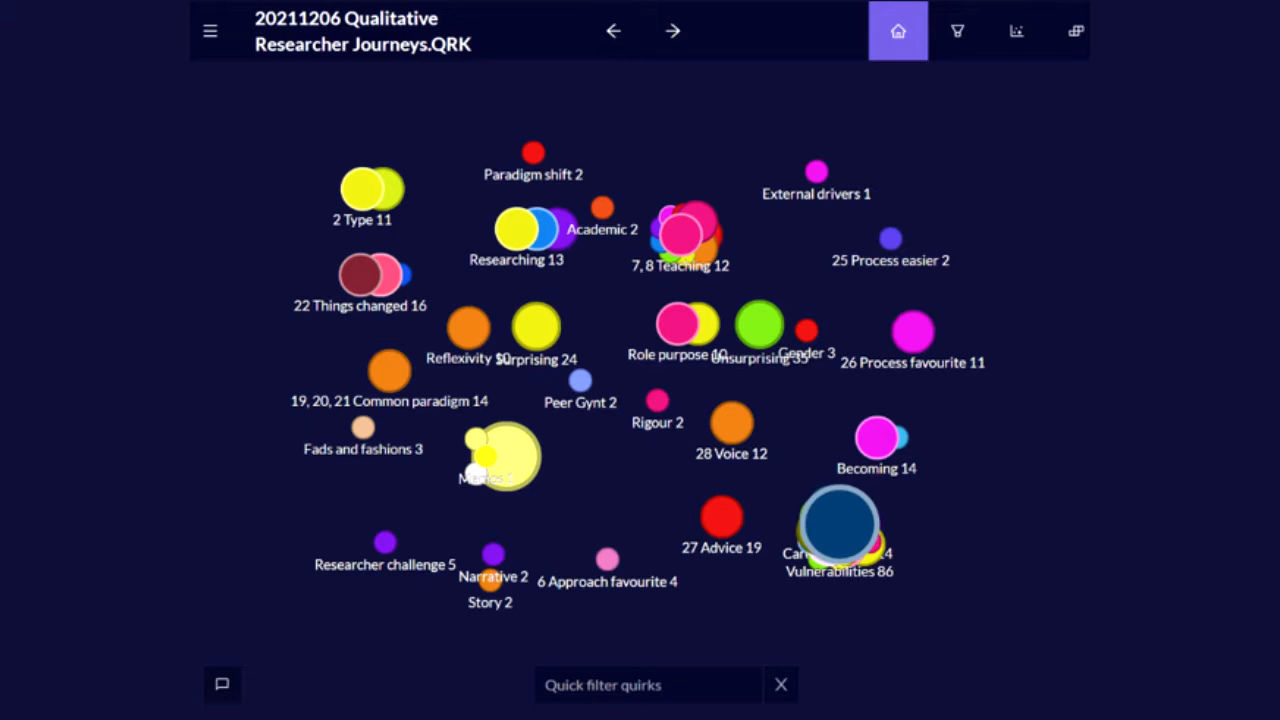 20211206 Qualitative
Researcher Journeys.QRK
Paradigm shift 2
External drivers 1
2 Type 11
Academic 2
Researching 13
7, 8 Teaching 12
25 Process easier 2
22 Things changed 16
Reflexivity 10
Surprising 24
Role purpose 10
Unsurprising 35
Gender 3
26 Process favourite 11
19, 20, 21 Common paradigm 14
Peer Gynt 2
Rigour 2
Fads and fashions 3
28 Voice 12
Becoming 14
27 Advice 19
Vulnerabilities 86
Researcher challenge 5
Narrative 2
6 Approach favourite 4
Story 2
Quick filter quirks